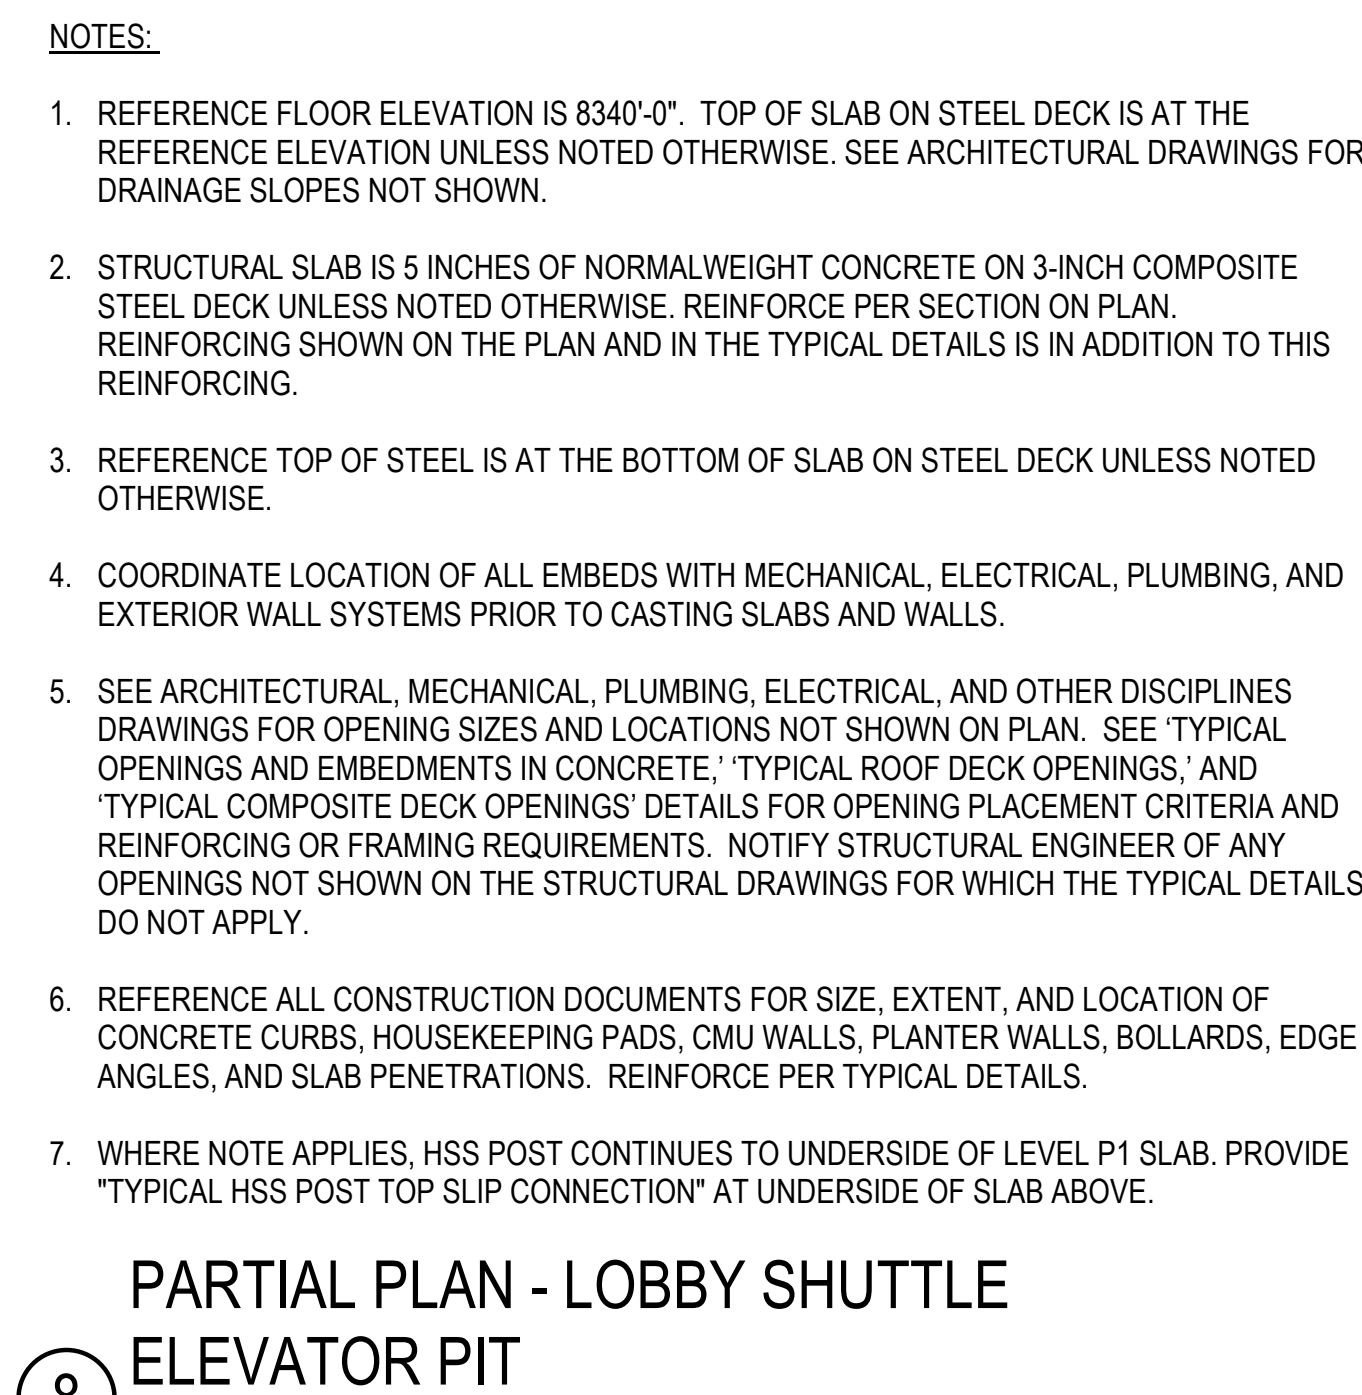 NOTES:
1. REFERENCE FLOOR ELEVATION IS 8340'-0". TOP OF SLAB ON STEEL DECK IS AT THE
REFERENCE ELEVATION UNLESS NOTED OTHERWISE. SEE ARCHITECTURAL DRAWINGS FOR
DRAINAGE SLOPES NOT SHOWN.
2. STRUCTURAL SLAB IS 5 INCHES OF NORMALWEIGHT CONCRETE ON 3-INCH COMPOSITE
STEEL DECK UNLESS NOTED OTHERWISE. REINFORCE PER SECTION ON PLAN.
REINFORCING SHOWN ON THE PLAN AND IN THE TYPICAL DETAILS IS IN ADDITION TO THIS
REINFORCING.
3. REFERENCE TOP OF STEEL IS AT THE BOTTOM OF SLAB ON STEEL DECK UNLESS NOTED
OTHERWISE.
4. COORDINATE LOCATION OF ALL EMBEDS WITH MECHANICAL, ELECTRICAL, PLUMBING, AND
EXTERIOR WALL SYSTEMS PRIOR TO CASTING SLABS AND WALLS.
5. SEE ARCHITECTURAL, MECHANICAL, PLUMBING, ELECTRICAL, AND OTHER DISCIPLINES
DRAWINGS FOR OPENING SIZES AND LOCATIONS NOT SHOWN ON PLAN. SEE ‘TYPICAL
OPENINGS AND EMBEDMENTS IN CONCRETE,’ ‘TYPICAL ROOF DECK OPENINGS,’ AND
‘TYPICAL COMPOSITE DECK OPENINGS’ DETAILS FOR OPENING PLACEMENT CRITERIA AND
REINFORCING OR FRAMING REQUIREMENTS. NOTIFY STRUCTURAL ENGINEER OF ANY
OPENINGS NOT SHOWN ON THE STRUCTURAL DRAWINGS FOR WHICH THE TYPICAL DETAILS
DO NOT APPLY.
6. REFERENCE ALL CONSTRUCTION DOCUMENTS FOR SIZE, EXTENT, AND LOCATION OF
CONCRETE CURBS, HOUSEKEEPING PADS, CMU WALLS, PLANTER WALLS, BOLLARDS, EDGE
ANGLES, AND SLAB PENETRATIONS. REINFORCE PER TYPICAL DETAILS.
7. WHERE NOTE APPLIES, HSS POST CONTINUES TO UNDERSIDE OF LEVEL P1 SLAB. PROVIDE
"TYPICAL HSS POST TOP SLIP CONNECTION" AT UNDERSIDE OF SLAB ABOVE.
PARTIAL PLAN - LOBBY SHUTTLE
ELEVATOR PIT